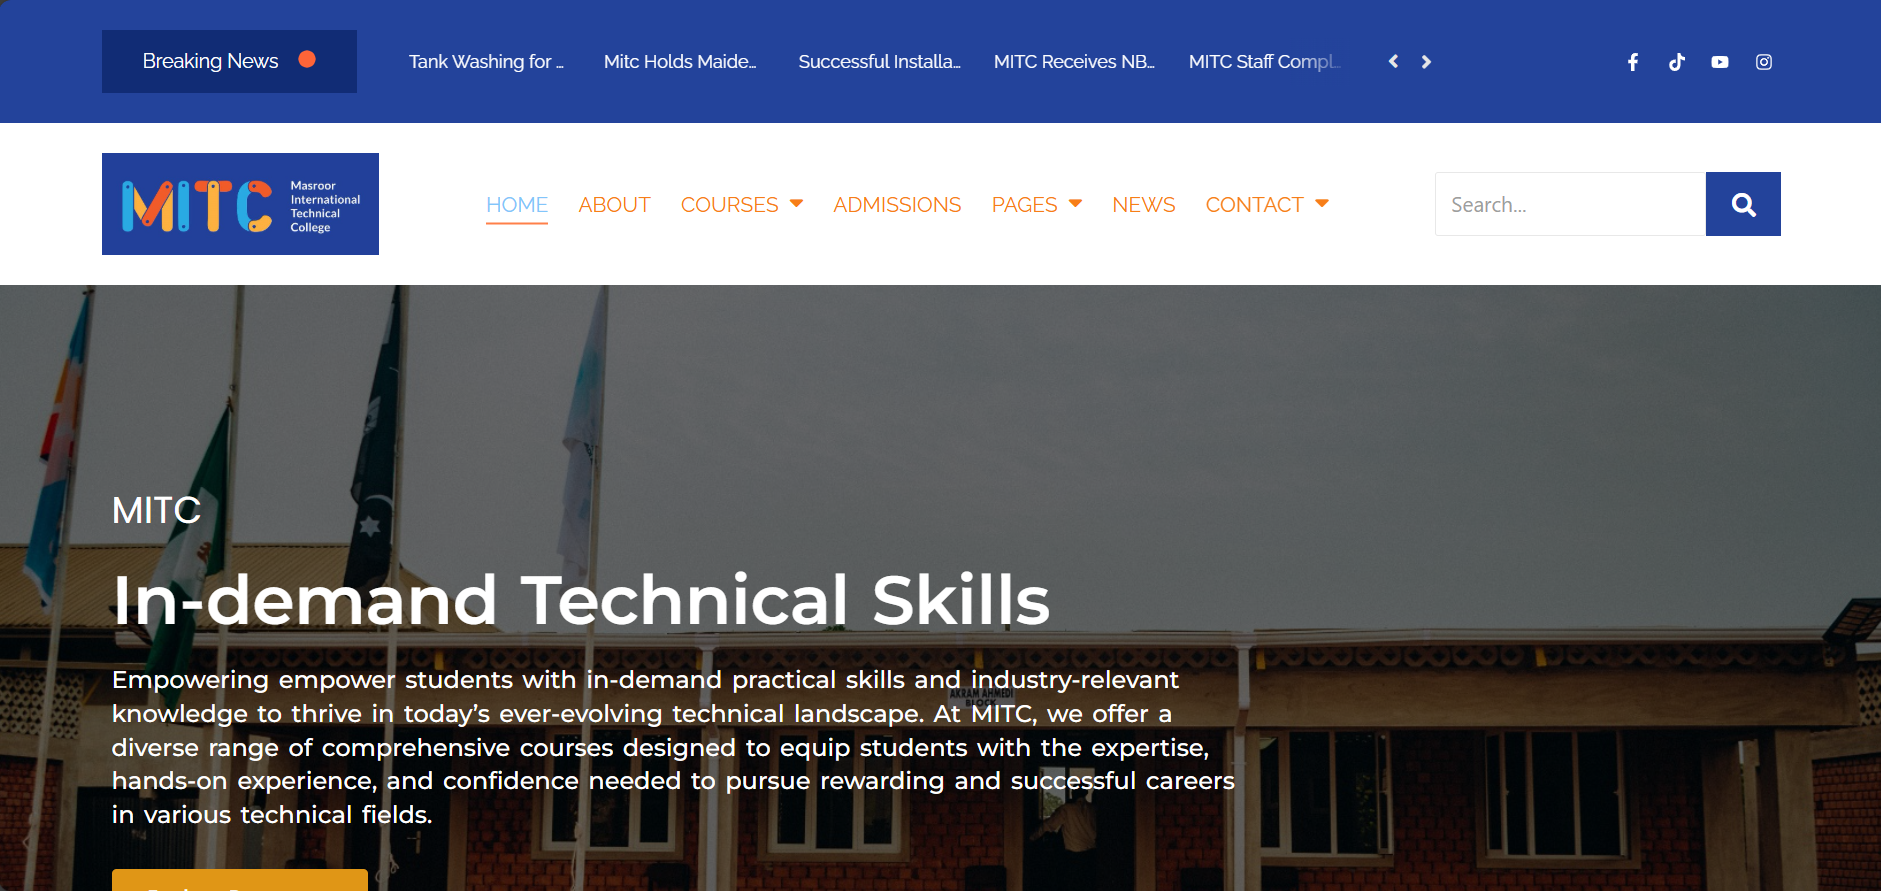 Breaking News
Tank Washing for ...
Mitc Holds Maide...
Successful Installa...
MITC Receives NB...
MITC Staff Compl...
MITC
Masroor
International
Technical
College
HOME
ABOUT
COURSES
ADMISSIONS
PAGES
NEWS
CONTACT
Search...
MITC
In-demand Technical Skills
Empowering empower students with in-demand practical skills and industry-relevant
knowledge to thrive in today’s ever-evolving technical landscape. At MITC, we offer a
diverse range of comprehensive courses designed to equip students with the expertise,
hands-on experience, and confidence needed to pursue rewarding and successful careers
in various technical fields.
AKRAM AHMEDI
BLOCK